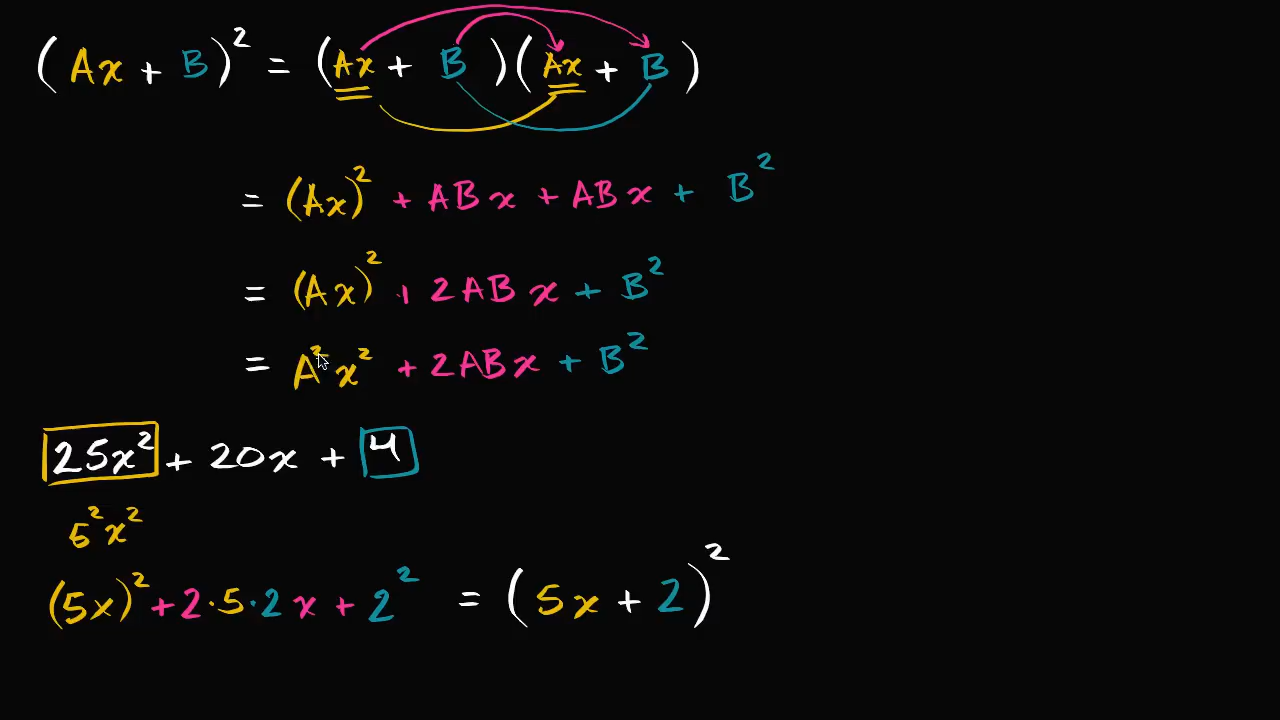 (Ax + B)² = (Ax + B)(Ax + B)
= (Ax)² + ABx + ABx + B²
= (Ax)² + 2ABx + B²
= A²x² + 2ABx + B²
25x² + 20x + 4
5²x²
(5x)² + 2·5·2x + 2² = (5x + 2)²